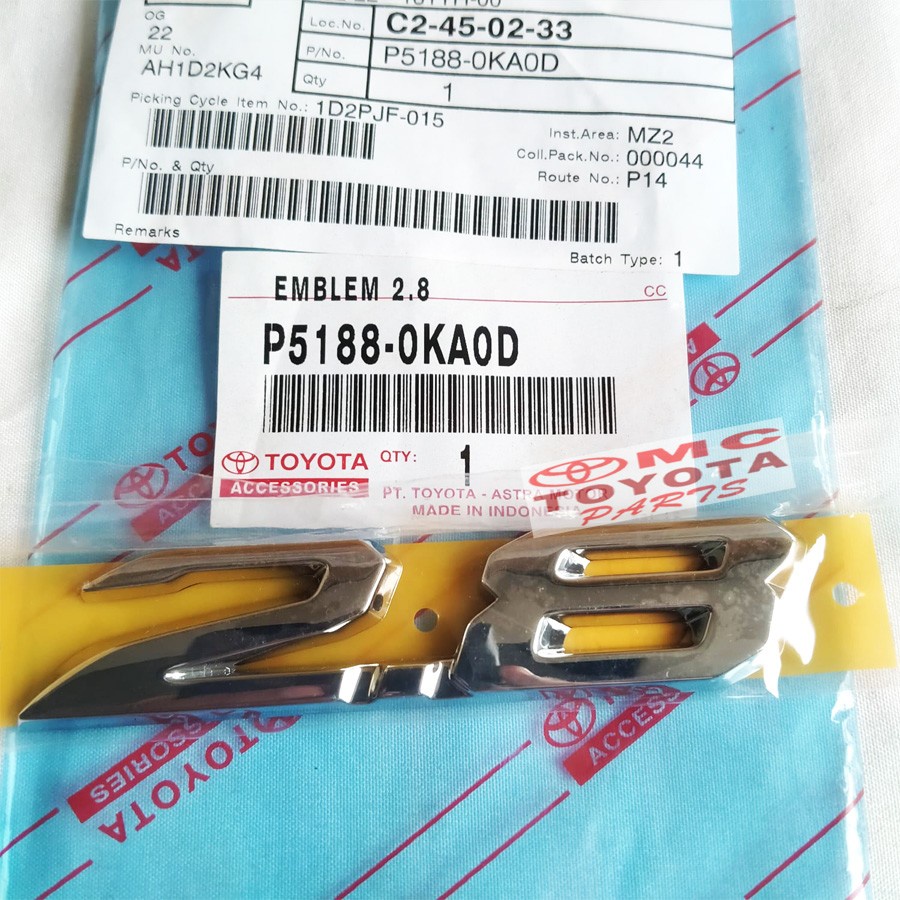 Loc.No. C2-45-02-33
OG
22
P/No. P5188-0KA0D
MU No.
AH1D2KG4
Qty 1
Picking Cycle Item No.: 1D2PJF-015
Inst.Area: MZ2
Coll.Pack.No.: 000044
P/No. & Qty
Route No.: P14
Remarks
Batch Type: 1
EMBLEM 2.8
CC
P5188-0KA0D
TOYOTA QTY: 1
ACCESSORIES
PT. TOYOTA - ASTRA MOTOR
MADE IN INDONESIA
MC
TOYOTA
PARTS
TOYOTA
2.8
TOYOTA
ACCESSORIES
TOYOTA
ACCESSORIES